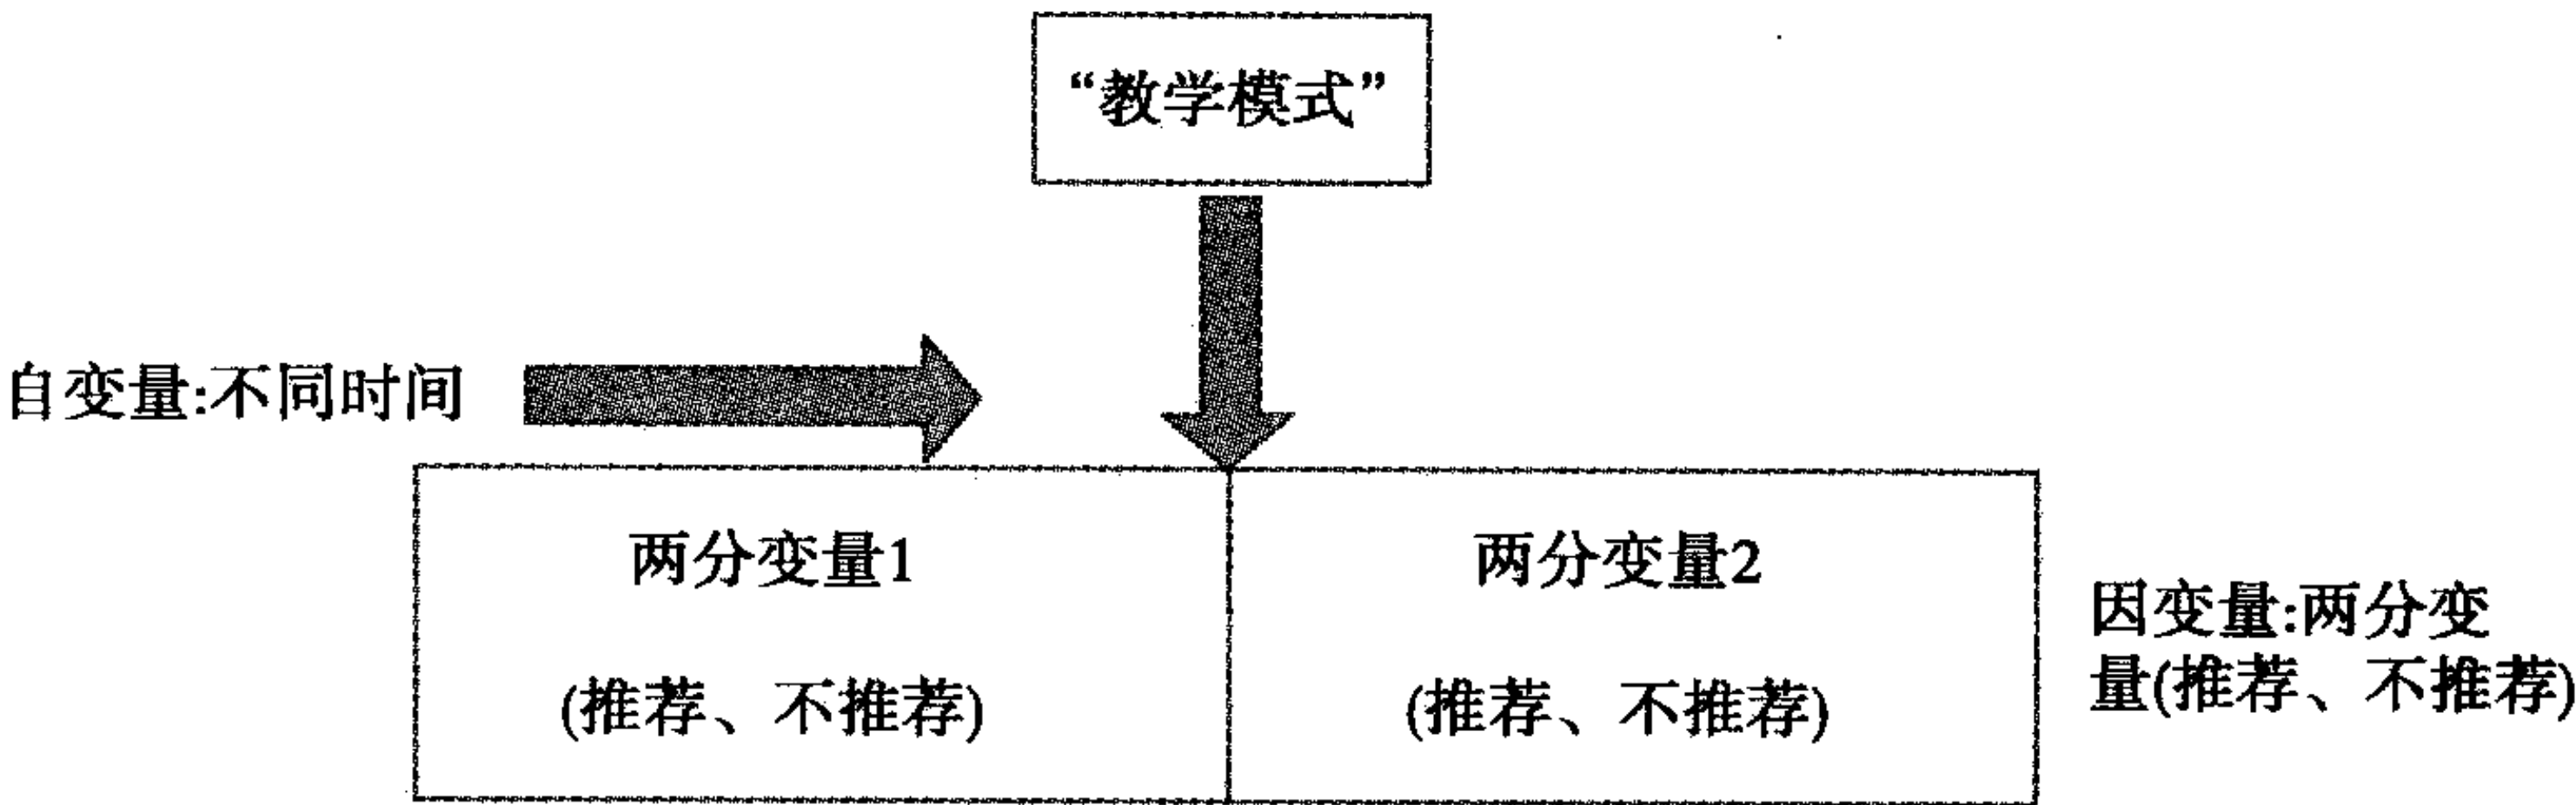 “教学模式”
自变量:不同时间
两分变量1
(推荐、不推荐)
两分变量2
(推荐、不推荐)
因变量:两分变
量(推荐、不推荐)